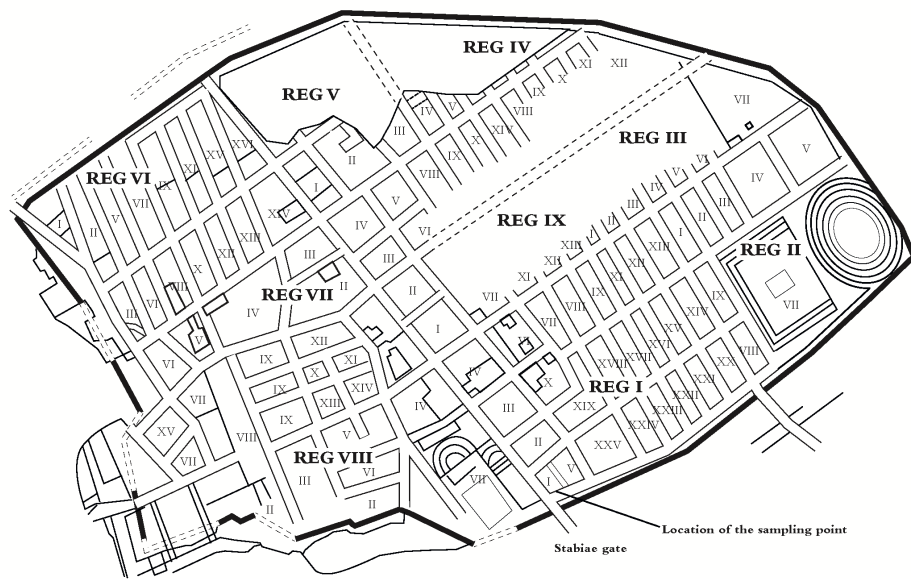 REG IV
XI
XII
X
REG V
IX
VII
V
IV
VIII
III
XIV
XVI
X
REG III
XV
II
IX
V
XI
VIII
VI
REG VI
IX
I
V
IV
VII
V
IV
III
I
II
III
V
XIV
IV
REG IX
II
I
II
XIII
VI
XIII
REG II
XII
III
III
XII
XI
XII
X
REG VII
II
XI
IX
VIII
II
VII
IX
VII
VI
VIII
XIV
III
IV
I
VII
XV
V
XII
VI
XVI
VI
IX
XI
XVII
VIII
X
IV
XVIII
XX
VII
IX
XIV
X
REG I
XXI
XIII
IV
III
XIX
XXII
XV
IX
XXIII
V
XXIV
VIII
II
XXV
VII
REG VIII
VI
V
III
VII
I
II
II
Location of the sampling point
Stabiae gate